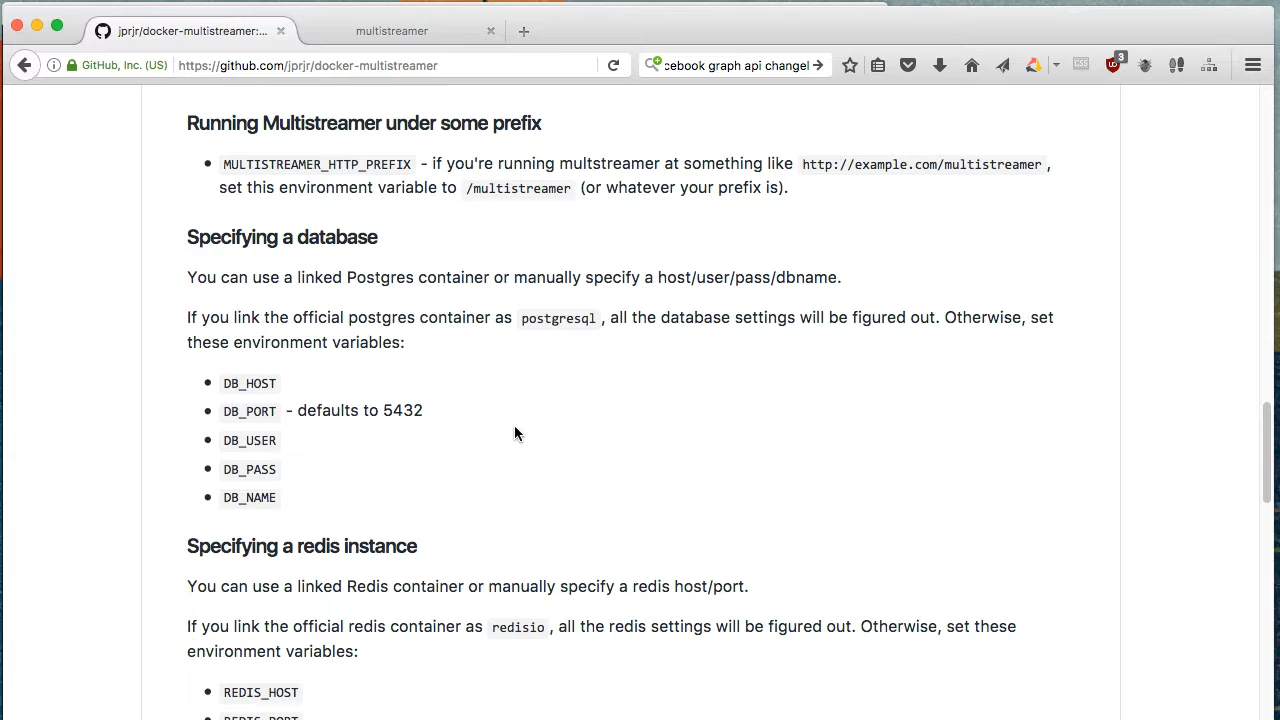 jprjr/docker-multistreamer:...
multistreamer
GitHub, Inc. (US)
https://github.com/jprjr/docker-multistreamer
cebook graph api changel
3
Running Multistreamer under some prefix
MULTISTREAMER_HTTP_PREFIX - if you're running multstreamer at something like http://example.com/multistreamer,
set this environment variable to /multistreamer (or whatever your prefix is).
Specifying a database
You can use a linked Postgres container or manually specify a host/user/pass/dbname.
If you link the official postgres container as postgresql, all the database settings will be figured out. Otherwise, set
these environment variables:
DB_HOST
DB_PORT - defaults to 5432
DB_USER
DB_PASS
DB_NAME
Specifying a redis instance
You can use a linked Redis container or manually specify a redis host/port.
If you link the official redis container as redisio, all the redis settings will be figured out. Otherwise, set these
environment variables:
REDIS_HOST
REDIS_PORT